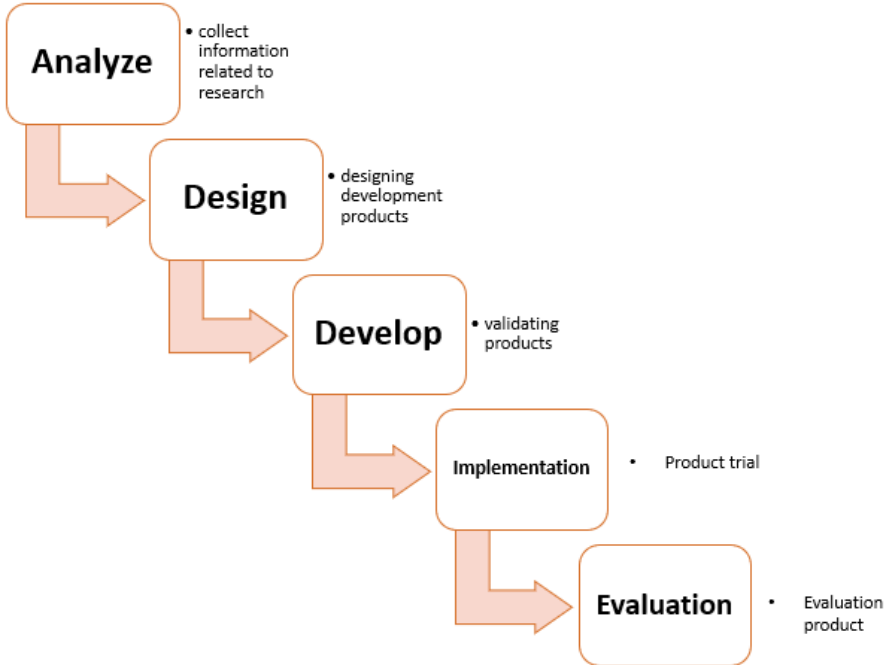 Analyze
• collect
information
related to
research
Design
• designing
development
products
Develop
• validating
products
Implementation
• Product trial
Evaluation
• Evaluation
product